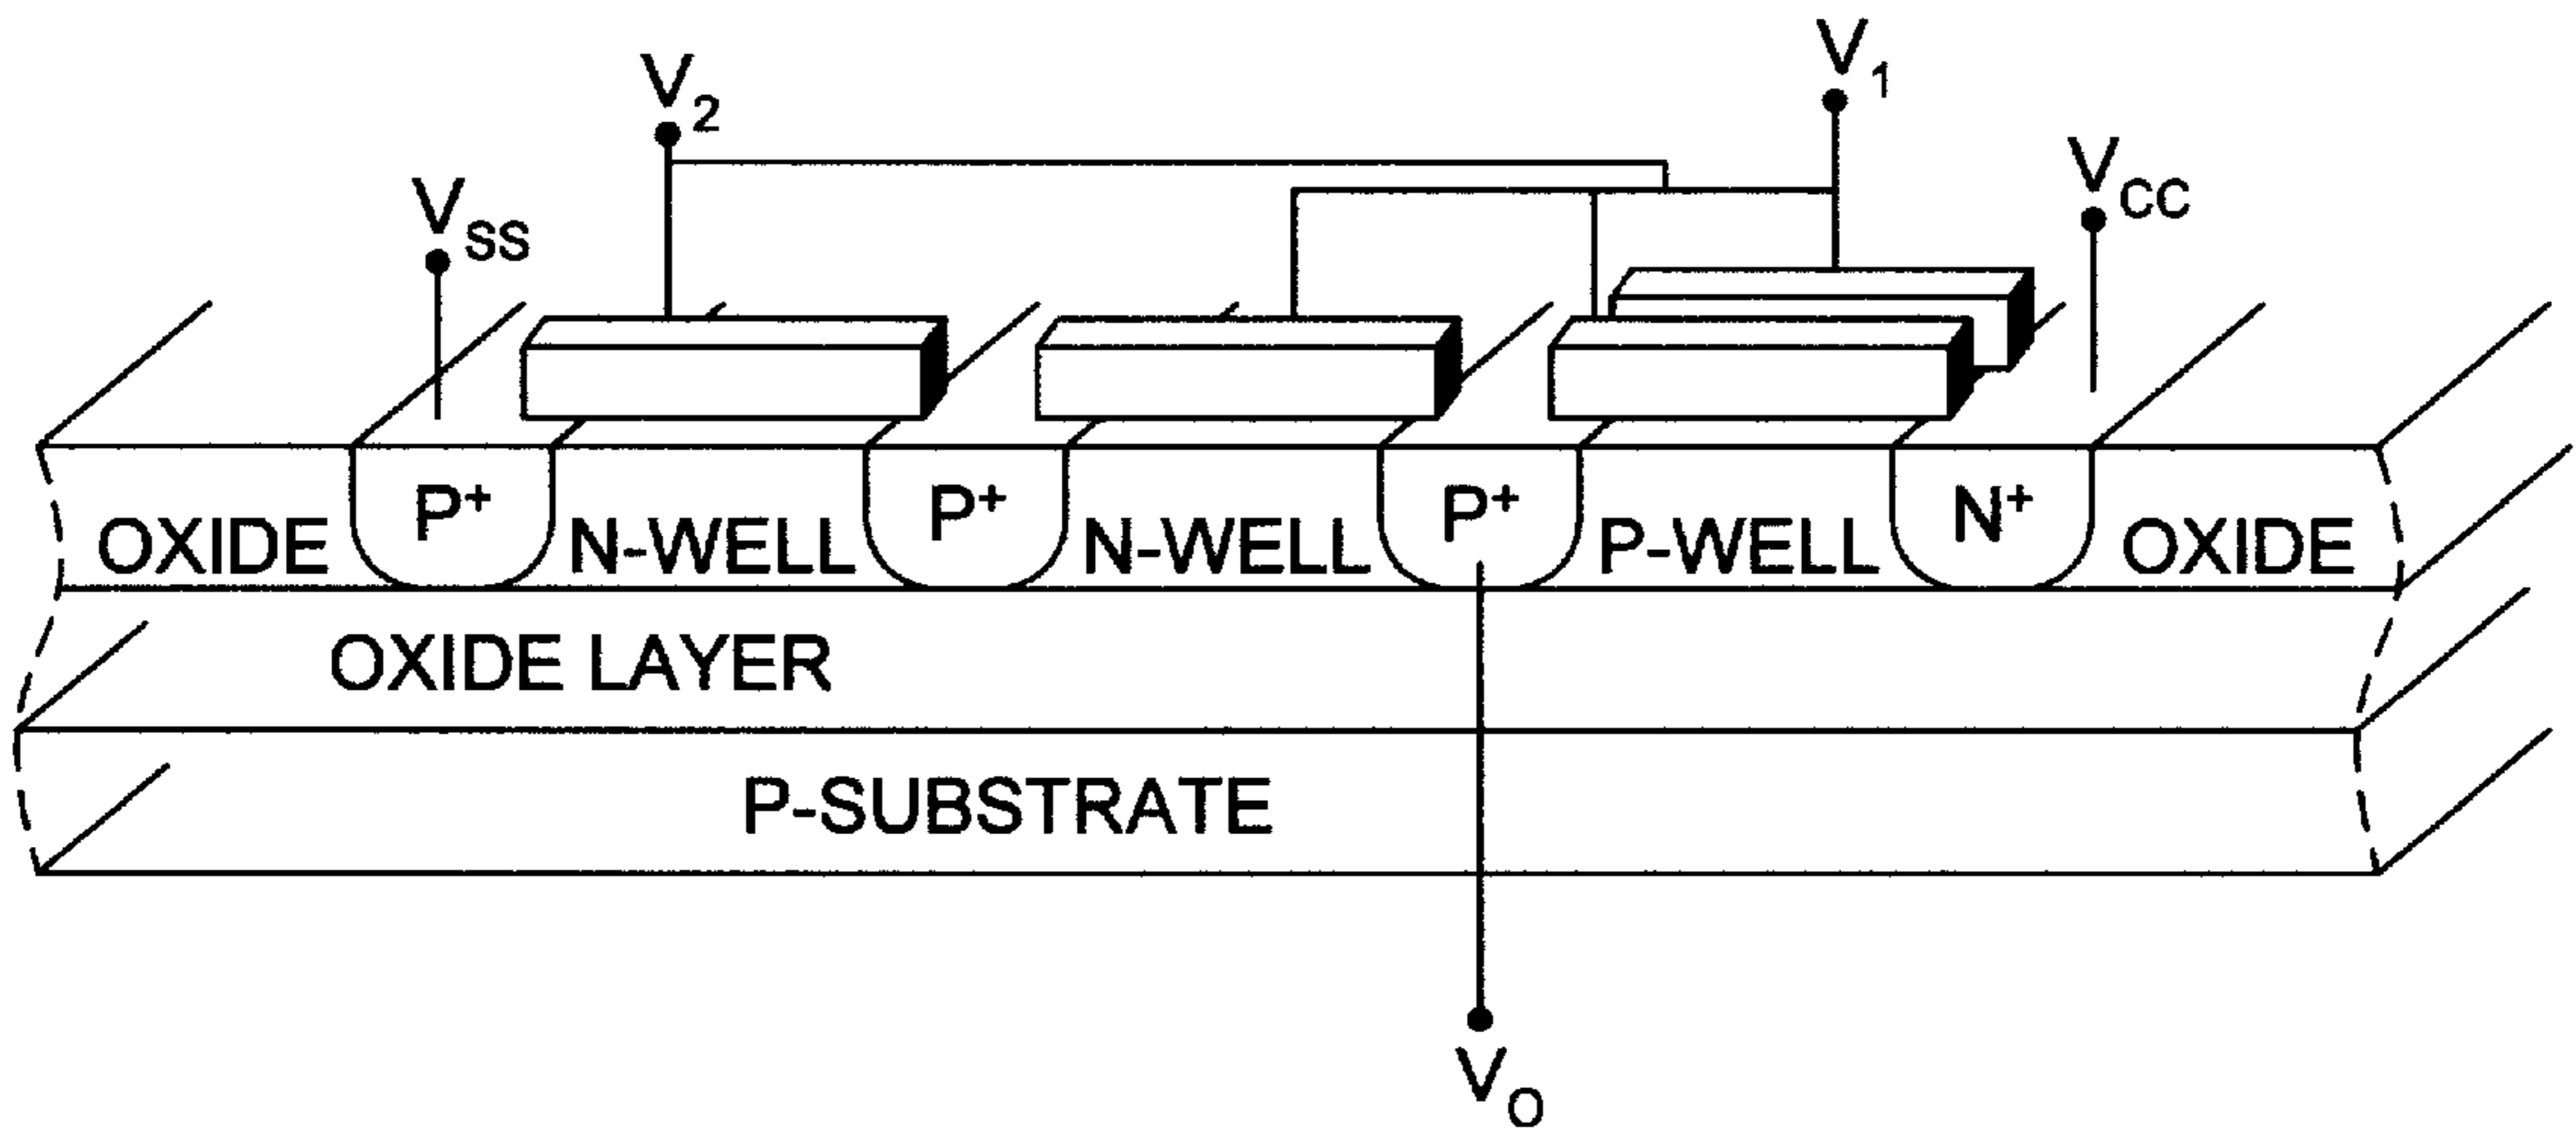 V1
V2
VCC
VSS
P+
P+
P+
N+
OXIDE
N-WELL
N-WELL
P-WELL
OXIDE
OXIDE LAYER
P-SUBSTRATE
VO